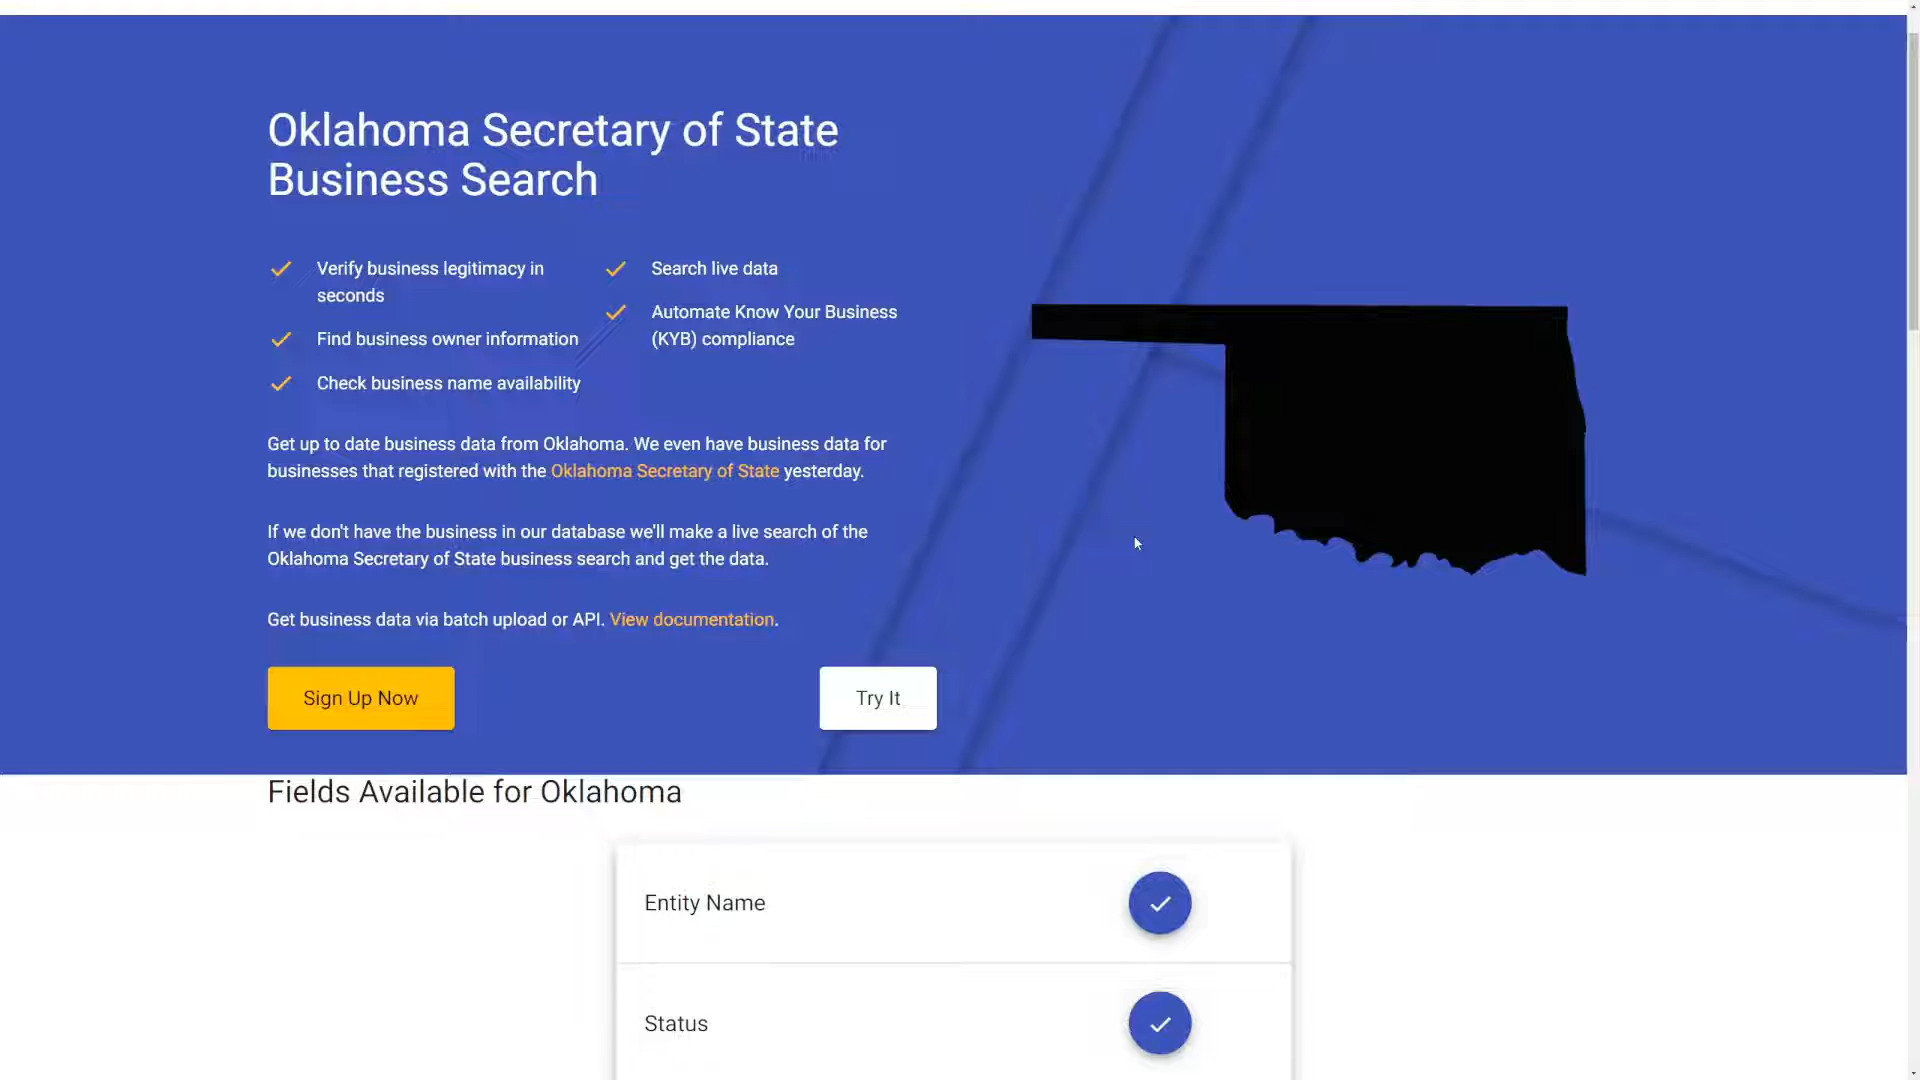 Oklahoma Secretary of State
Business Search
Verify business legitimacy in
seconds
Find business owner information
Check business name availability
Search live data
Automate Know Your Business
(KYB) compliance
Get up to date business data from Oklahoma. We even have business data for
businesses that registered with the Oklahoma Secretary of State yesterday.
If we don't have the business in our database we'll make a live search of the
Oklahoma Secretary of State business search and get the data.
Get business data via batch upload or API. View documentation.
Sign Up Now
Try It
Fields Available for Oklahoma
Entity Name
Status